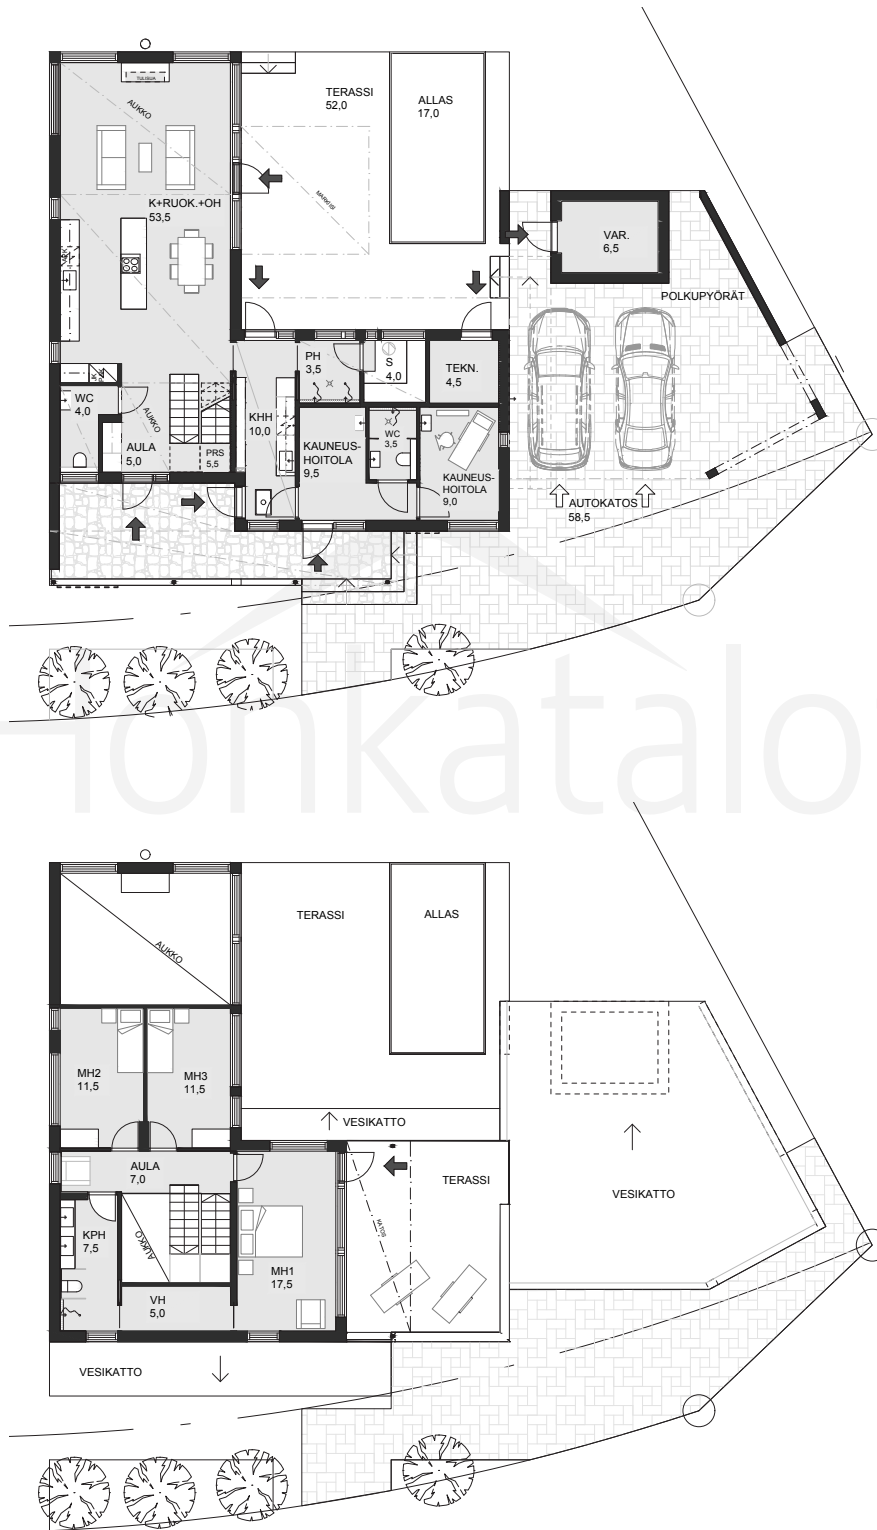 TULISIJA
AUKKO
TERASSI
52,0
ALLAS
17,0
MARKIISI
K+RUOK.+OH
53,5
VAR.
6,5
POLKUPYÖRÄT
PH
3,5
S
4,0
TEKN.
4,5
WC
4,0
AUKKO
AULA
5,0
PRS
5,5
KHH
10,0
KAUNEUS-
HOITOLA
9,5
WC
3,5
KAUNEUS-
HOITOLA
9,0
AUTOKATOS
58,5
Honkatalo
AUKKO
TERASSI
ALLAS
MH2
11,5
MH3
11,5
VESIKATTO
AULA
7,0
TERASSI
VESIKATTO
KATOS
KPH
7,5
AUKKO
MH1
17,5
VH
5,0
VESIKATTO